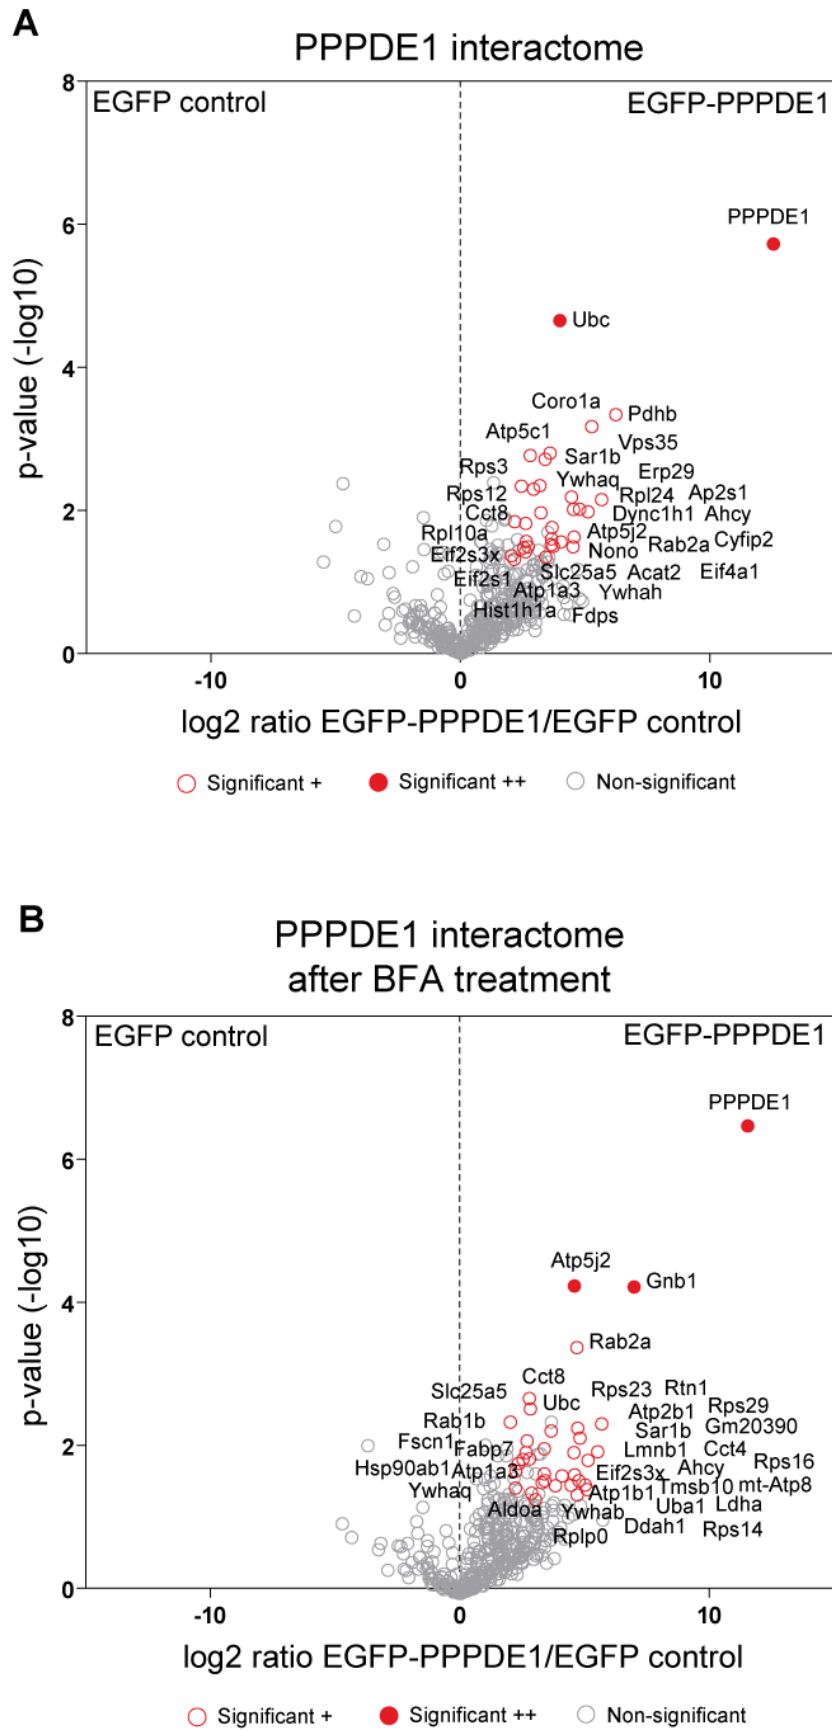 A
PPPDE1 interactome
8
EGFP control
EGFP-PPPDE1
PPPDE1
6
Ubc
4
Coro1a
Pdhb
Atp5c1
Vps35
Rps3
Sar1b
Erp29
Ywhaq
Rps12
Rpl24
Ap2s1
Cct8
Dync1h1
Ahcy
2
Rpl10a
Atp5j2
Eif2s3x
Nono
Rab2a
Cyfip2
Eif2s1
Slc25a5
Acat2
Eif4a1
Atp1a3
Ywhah
Hist1h1a
Fdps
0
p-value (-log10)
-10
0
10
log2 ratio EGFP-PPPDE1/EGFP control
Significant +
Significant ++
Non-significant
B
PPPDE1 interactome
after BFA treatment
8
EGFP control
EGFP-PPPDE1
PPPDE1
6
Atp5j2
Gnb1
4
Rab2a
Cct8
Slc25a5
Rps23
Rtn1
Ubc
Atp2b1
Rps29
Rab1b
Sar1b
Gm20390
Fscn1
Fabp7
Lmnb1
Cct4
2
Hsp90ab1
Atp1a3
Eif2s3x
Ahcy
Rps16
Ywhaq
Atp1b1
Tmsb10
mt-Atp8
Aldoa
Ywhab
Uba1
Ldha
Rplp0
Ddah1
Rps14
0
p-value (-log10)
-10
0
10
log2 ratio EGFP-PPPDE1/EGFP control
Significant +
Significant ++
Non-significant